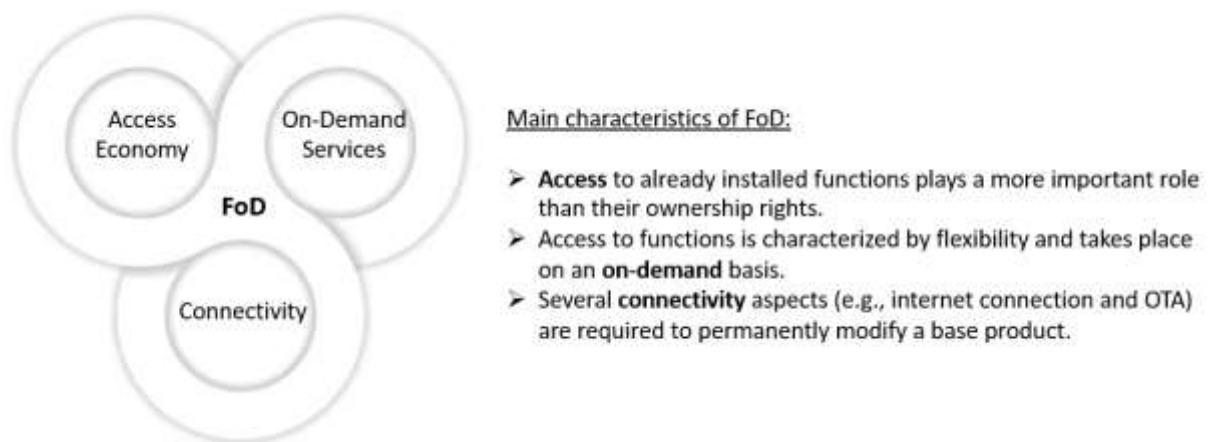 Access
Economy
On-Demand
Services
FoD
Connectivity
Main characteristics of FoD:
➤ Access to already installed functions plays a more important role
than their ownership rights.
➤ Access to functions is characterized by flexibility and takes place
on an on-demand basis.
➤ Several connectivity aspects (e.g., internet connection and OTA)
are required to permanently modify a base product.